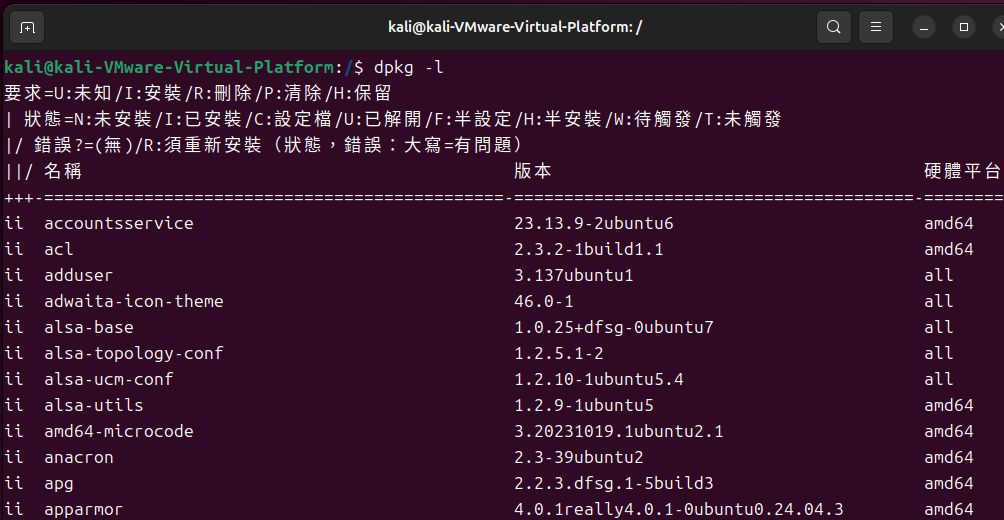 kali@kali-VMware-Virtual-Platform: /
kali@kali-VMware-Virtual-Platform:/$ dpkg -l
要求=U:未知/I:安裝/R:刪除/P:清除/H:保留
| 狀態=N:未安裝/I:已安裝/C:設定檔/U:已解開/F:半設定/H:半安裝/W:待觸發/T:未觸發
|/ 錯誤?=(無)/R:須重新安裝（狀態，錯誤：大寫=有問題）
||/ 名稱 版本 硬體平台
+++-==============================================-========================================-========
ii accountsservice 23.13.9-2ubuntu6 amd64
ii acl 2.3.2-1build1.1 amd64
ii adduser 3.137ubuntu1 all
ii adwaita-icon-theme 46.0-1 all
ii alsa-base 1.0.25+dfsg-0ubuntu7 all
ii alsa-topology-conf 1.2.5.1-2 all
ii alsa-ucm-conf 1.2.10-1ubuntu5.4 all
ii alsa-utils 1.2.9-1ubuntu5 amd64
ii amd64-microcode 3.20231019.1ubuntu2.1 amd64
ii anacron 2.3-39ubuntu2 amd64
ii apg 2.2.3.dfsg.1-5build3 amd64
ii apparmor 4.0.1really4.0.1-0ubuntu0.24.04.3 amd64